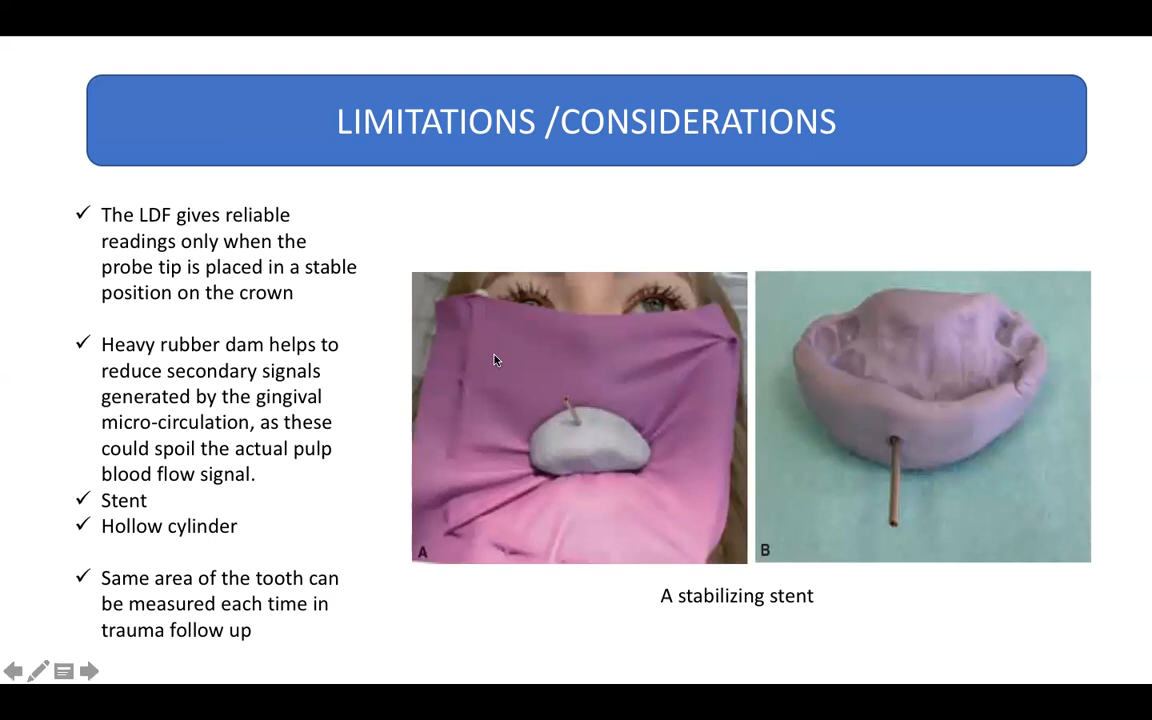 LIMITATIONS /CONSIDERATIONS
✓ The LDF gives reliable
readings only when the
probe tip is placed in a stable
position on the crown
✓ Heavy rubber dam helps to
reduce secondary signals
generated by the gingival
micro-circulation, as these
could spoil the actual pulp
blood flow signal.
✓ Stent
✓ Hollow cylinder
✓ Same area of the tooth can
be measured each time in
trauma follow up
A
B
A stabilizing stent